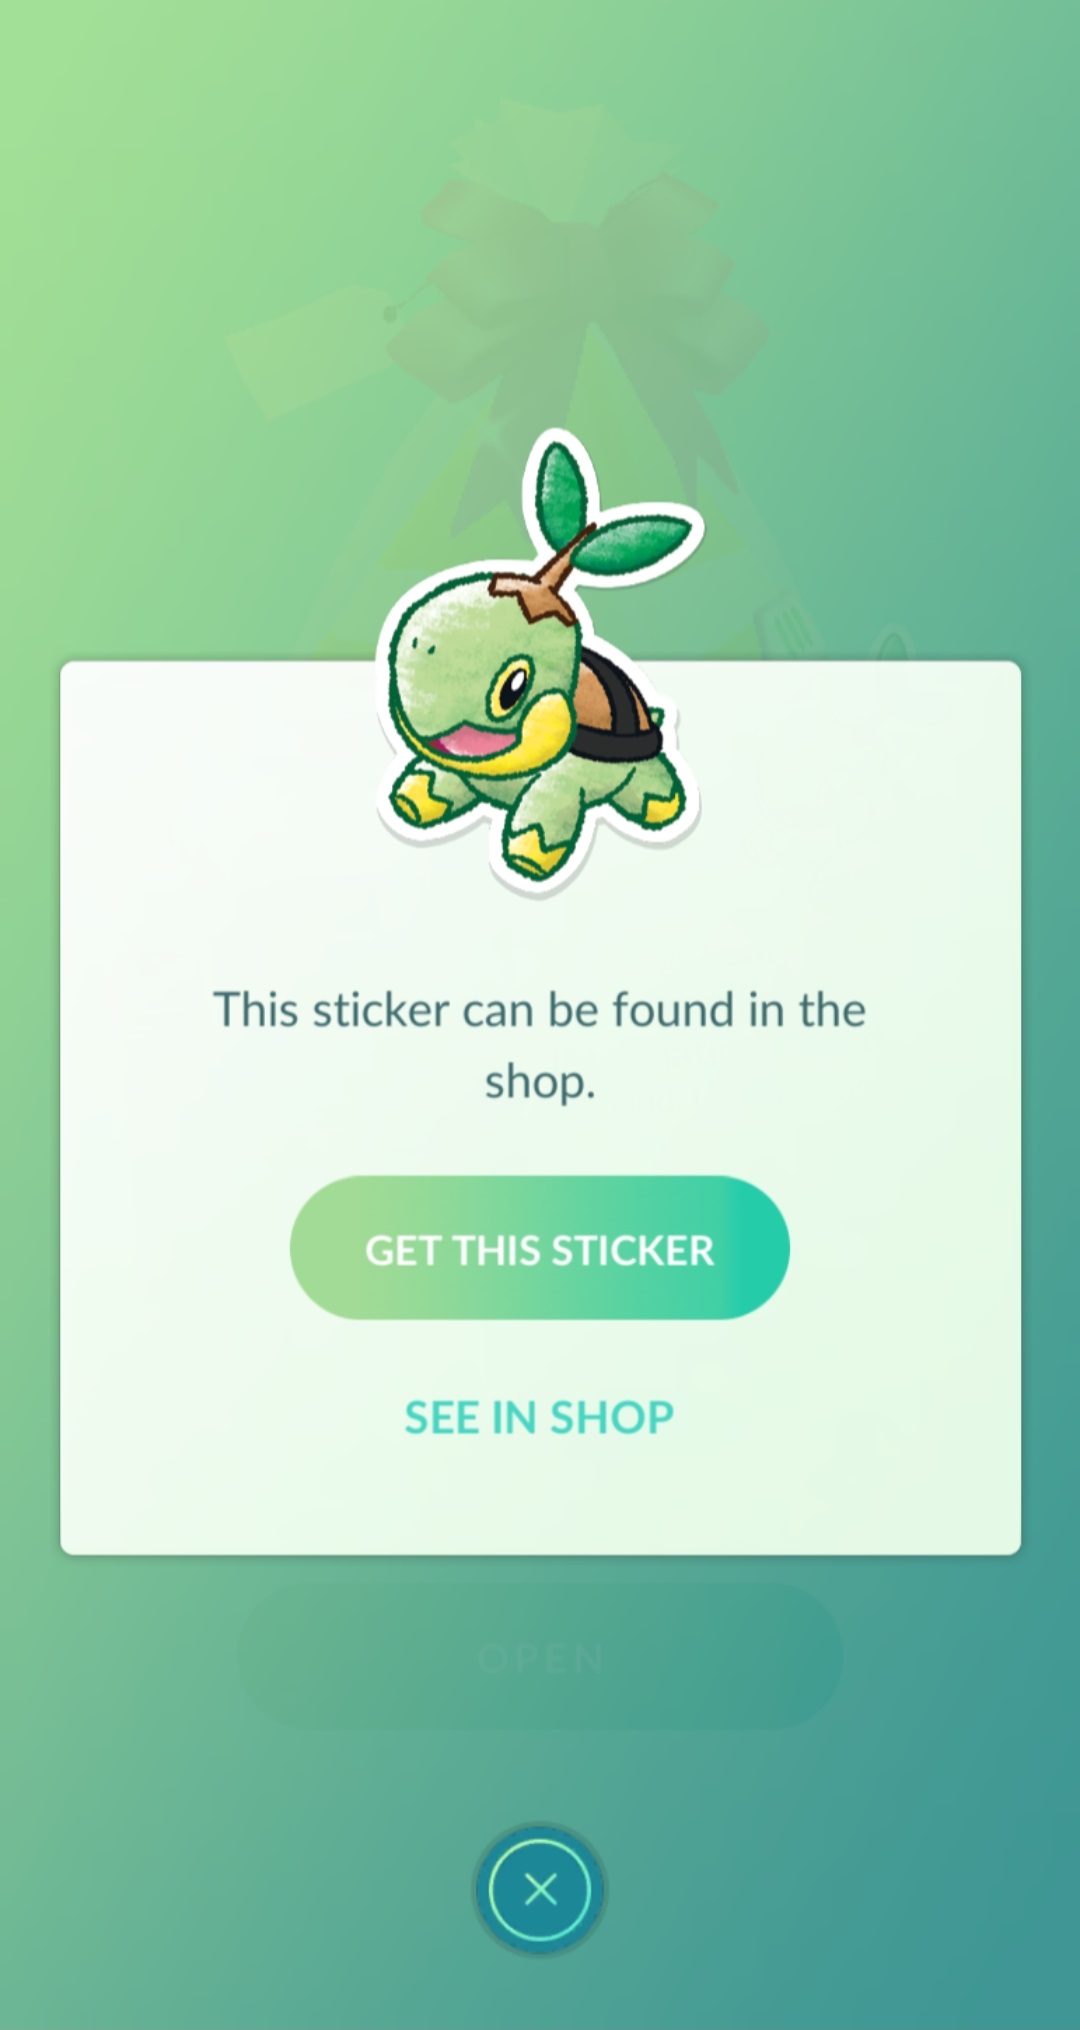 This sticker can be found in the
shop.
GET THIS STICKER
SEE IN SHOP
OPEN